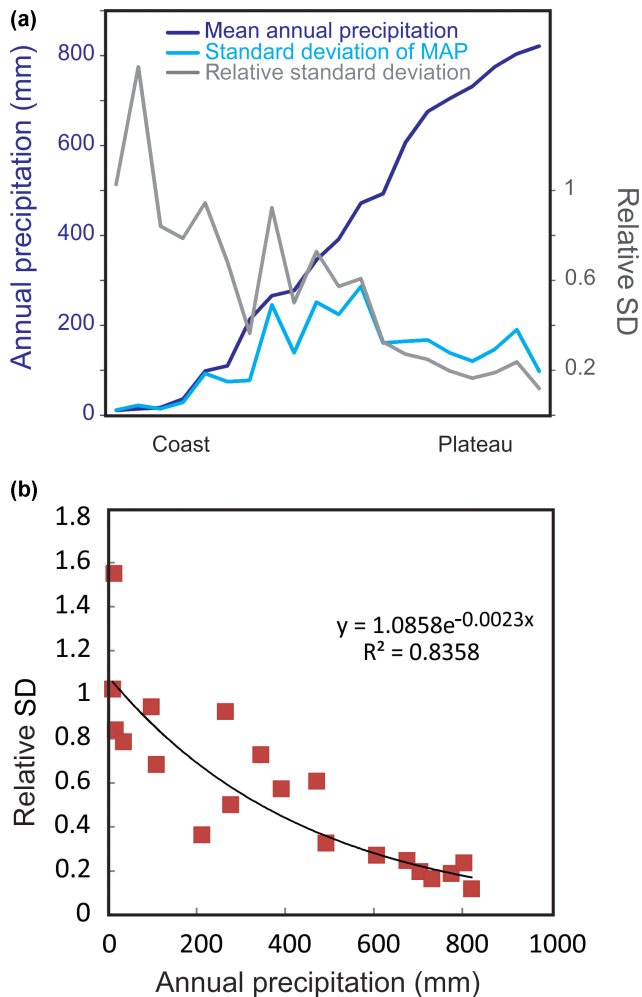 (a)
Mean annual precipitation
Standard deviation of MAP
Relative standard deviation
Annual precipitation (mm)
800
600
400
200
0
1
0.6
0.2
Relative SD
Coast
Plateau
(b)
1.8
1.6
1.4
1.2
1
0.8
0.6
0.4
0.2
0
Relative SD
y = 1.0858e^-0.0023x
R² = 0.8358
0
200
400
600
800
1000
Annual precipitation (mm)